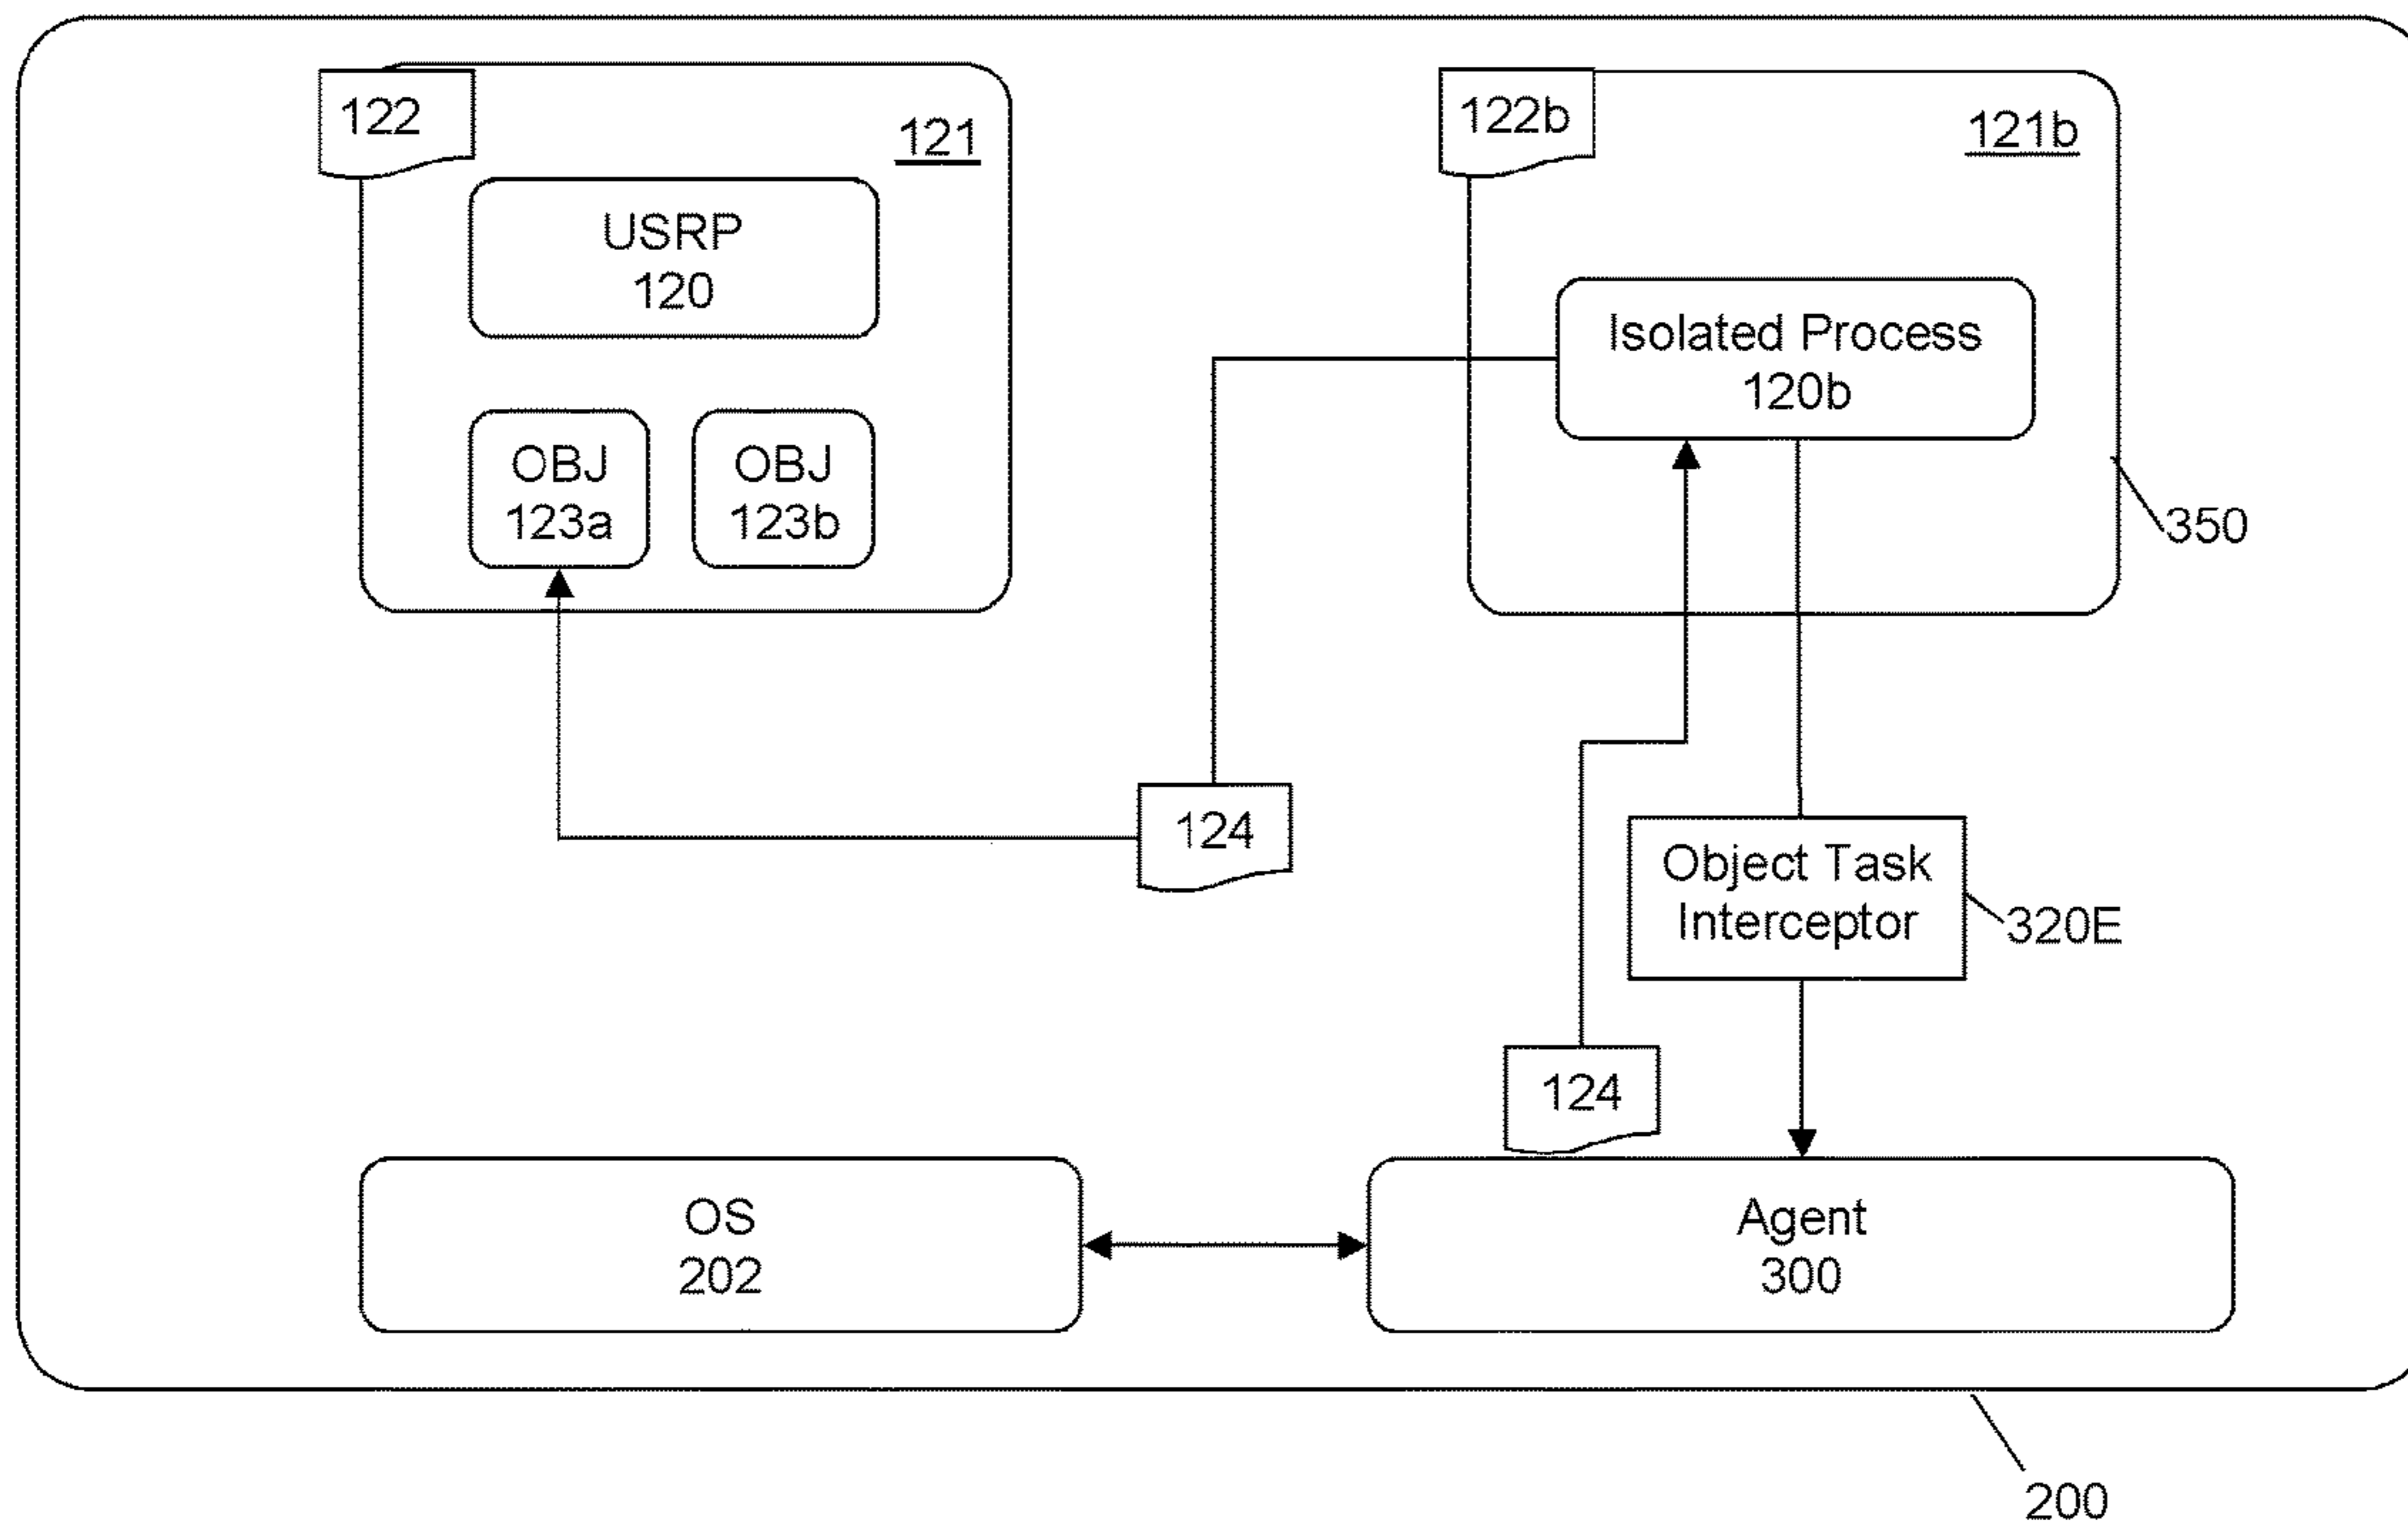 122
121
USRP
120
OBJ
123a
OBJ
123b
122b
121b
Isolated Process
120b
350
124
Object Task
Interceptor
320E
124
OS
202
Agent
300
200